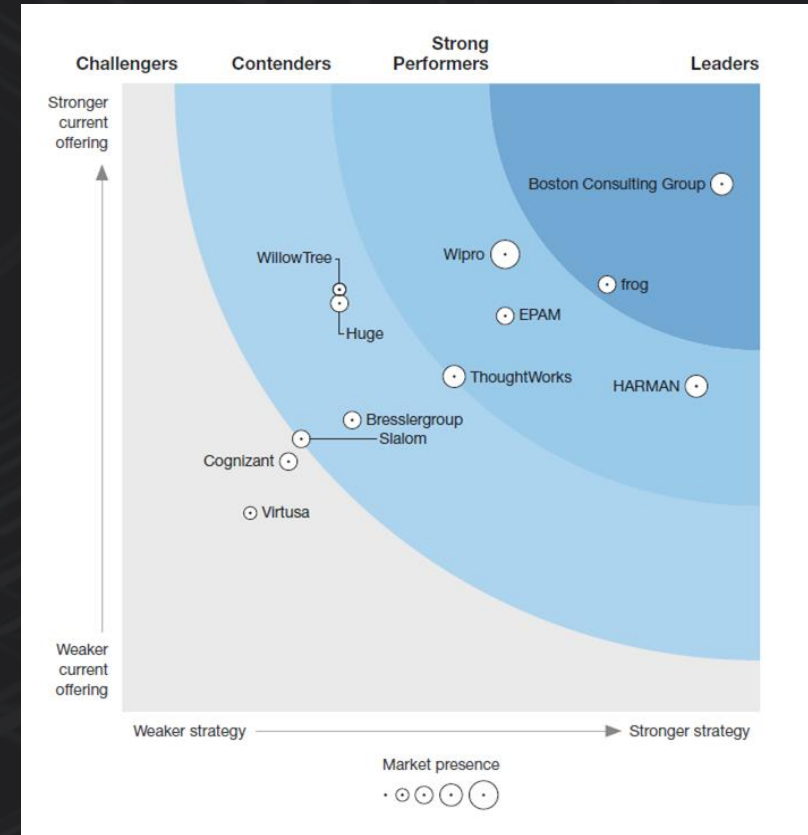 Strong
Challengers Contenders Performers Leaders
Stronger
current
offering
Boston Consulting Group
WillowTree
Wipro
frog
EPAM
Huge
ThoughtWorks
HARMAN
Bresslergroup
Slalom
Cognizant
Virtusa
Weaker
current
offering
Weaker strategy Stronger strategy
Market presence